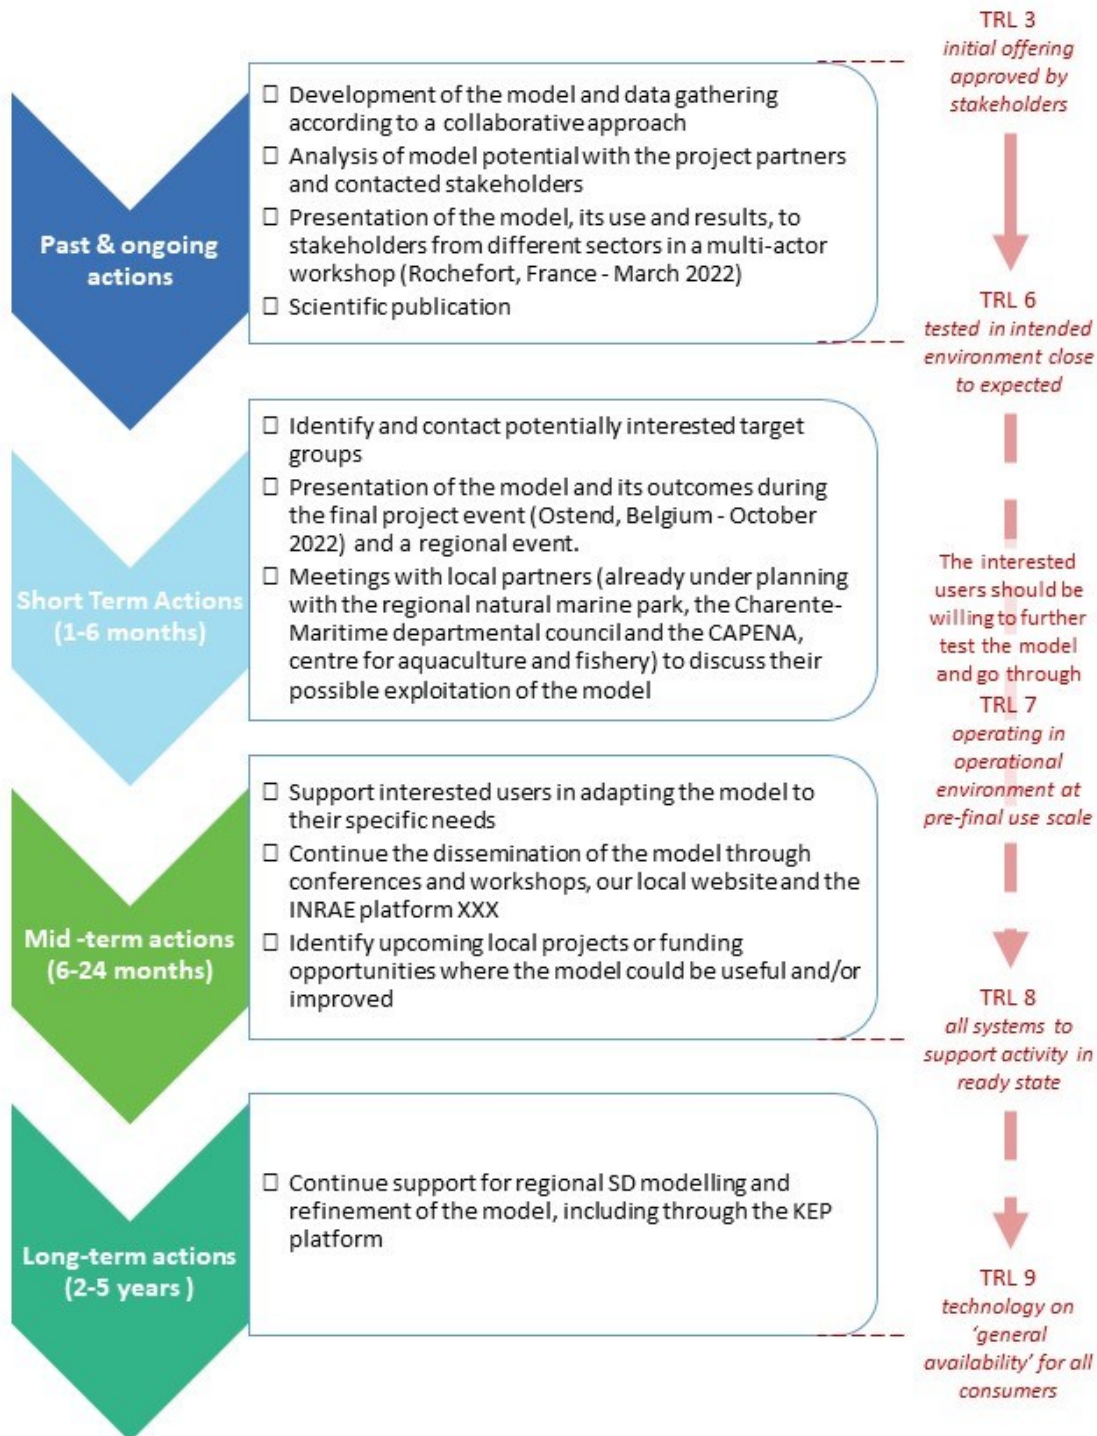 TRL 3
initial offering
approved by
stakeholders
Past & ongoing
actions
☐ Development of the model and data gathering
according to a collaborative approach
☐ Analysis of model potential with the project partners
and contacted stakeholders
☐ Presentation of the model, its use and results, to
stakeholders from different sectors in a multi-actor
workshop (Rochefort, France - March 2022)
☐ Scientific publication
TRL 6
tested in intended
environment close
to expected
Short Term Actions
(1-6 months)
☐ Identify and contact potentially interested target
groups
☐ Presentation of the model and its outcomes during
the final project event (Ostend, Belgium - October
2022) and a regional event.
☐ Meetings with local partners (already under planning
with the regional natural marine park, the Charente-
Maritime departmental council and the CAPENA,
centre for aquaculture and fishery) to discuss their
possible exploitation of the model
The interested
users should be
willing to further
test the model
and go through
TRL 7
operating in
operational
environment at
pre-final use scale
Mid -term actions
(6-24 months)
☐ Support interested users in adapting the model to
their specific needs
☐ Continue the dissemination of the model through
conferences and workshops, our local website and the
INRAE platform XXX
☐ Identify upcoming local projects or funding
opportunities where the model could be useful and/or
improved
TRL 8
all systems to
support activity in
ready state
Long-term actions
(2-5 years )
☐ Continue support for regional SD modelling and
refinement of the model, including through the KEP
platform
TRL 9
technology on
‘general
availability’ for all
consumers